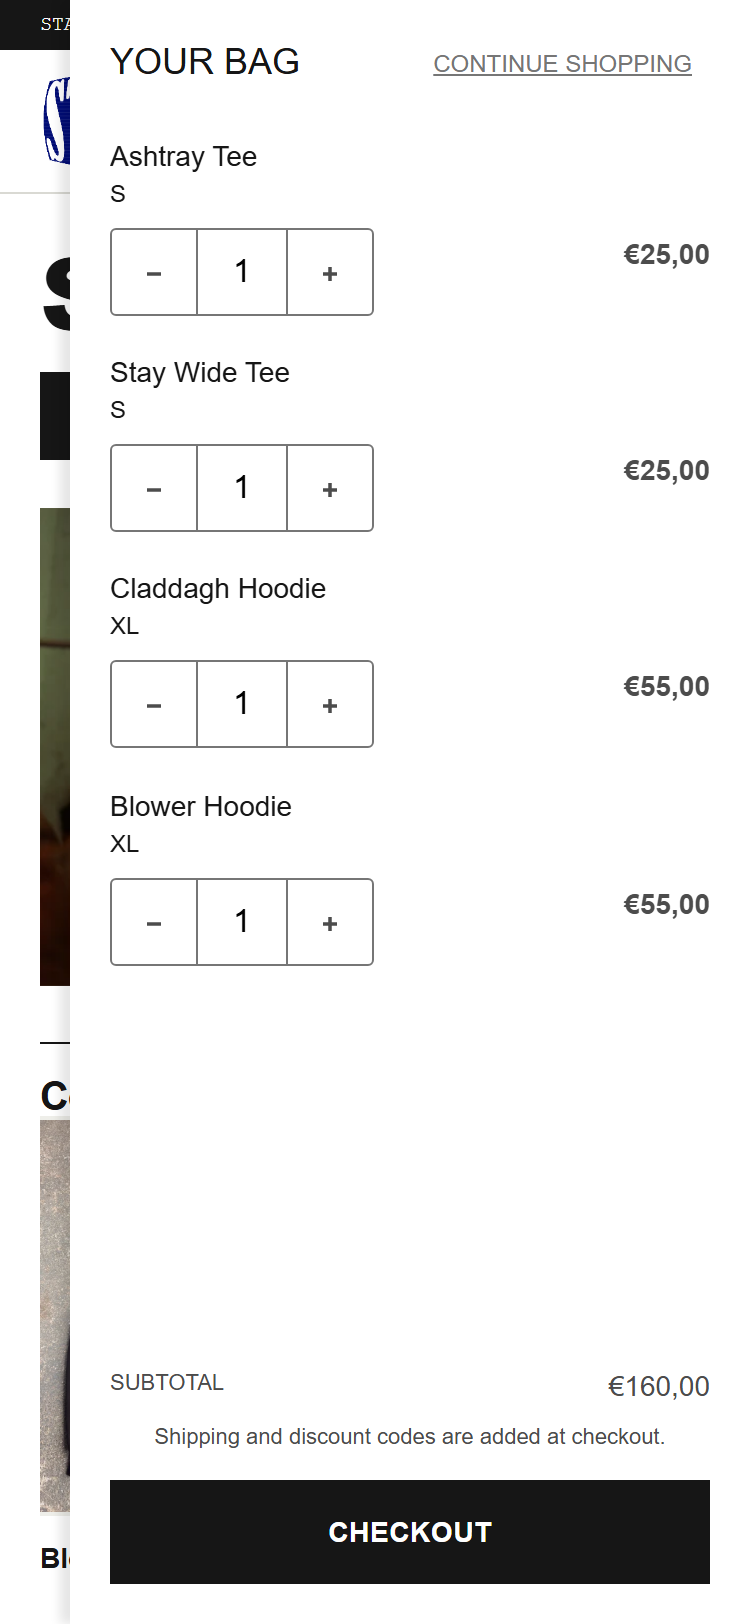 YOUR BAG
CONTINUE SHOPPING
Ashtray Tee
S
− 1 +
€25,00
Stay Wide Tee
S
− 1 +
€25,00
Claddagh Hoodie
XL
− 1 +
€55,00
Blower Hoodie
XL
− 1 +
€55,00
SUBTOTAL
€160,00
Shipping and discount codes are added at checkout.
CHECKOUT